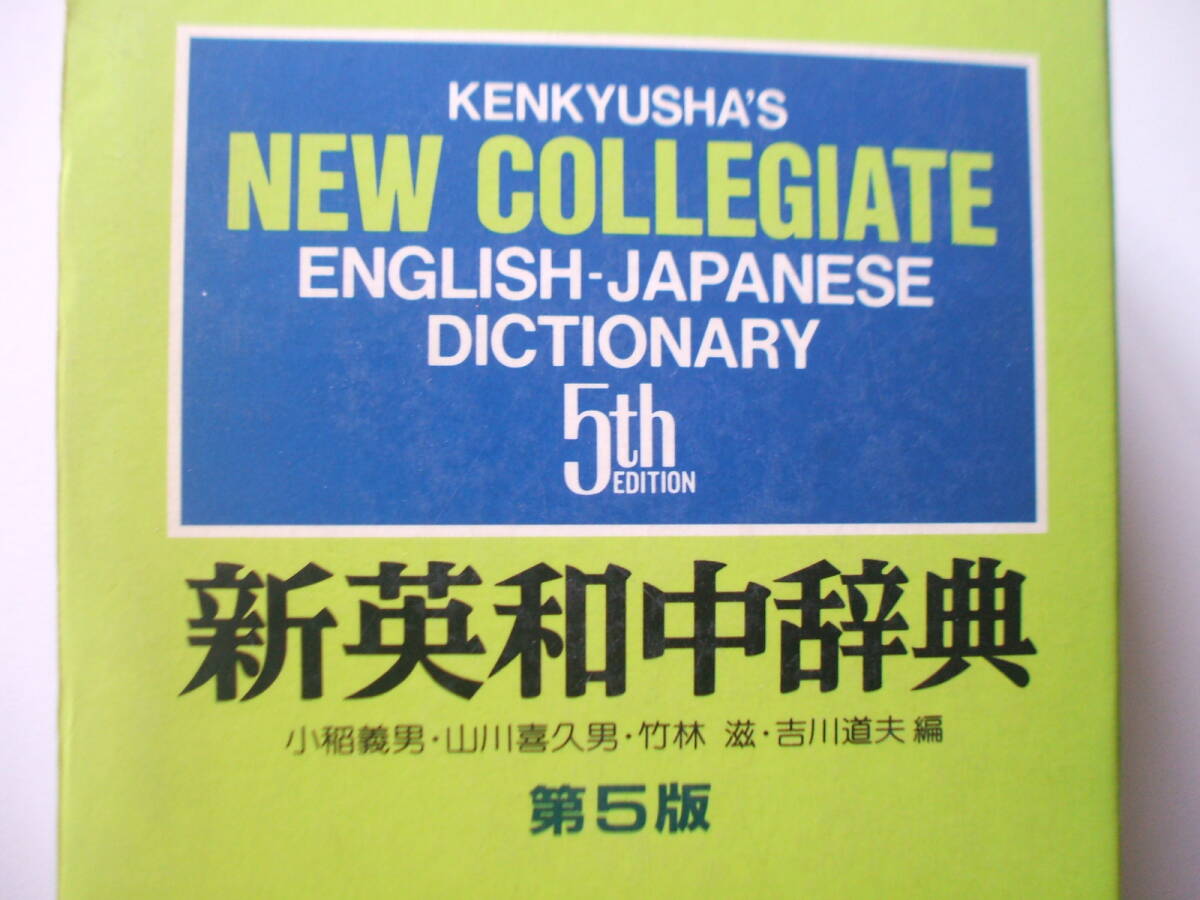 KENKYUSHA'S
NEW COLLEGIATE
ENGLISH-JAPANESE
DICTIONARY
5th
EDITION
新英和中辞典
小稲義男・山川喜久男・竹林 滋・吉川道夫 編
第5版